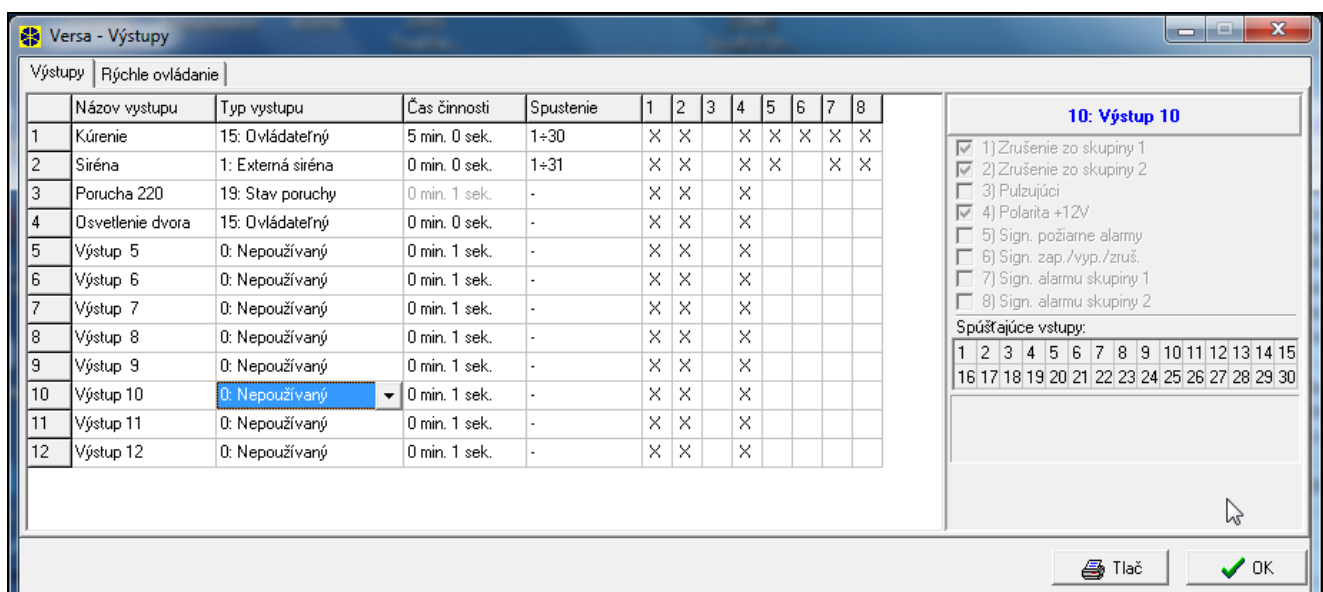 Versa - Výstupy
Výstupy Rýchle ovládanie
Názov vystupu Typ vystupu Čas činnosti Spustenie 1 2 3 4 5 6 7 8
1 Kúrenie 15: Ovládateľný 5 min. 0 sek. 1÷30 X X X X X X X
2 Siréna 1: Externá siréna 0 min. 0 sek. 1÷31 X X X X X X
3 Porucha 220 19: Stav poruchy 0 min. 1 sek. - X X X
4 Osvetlenie dvora 15: Ovládateľný 0 min. 0 sek. - X X X
5 Výstup 5 0: Nepoužívaný 0 min. 1 sek. - X X X
6 Výstup 6 0: Nepoužívaný 0 min. 1 sek. - X X X
7 Výstup 7 0: Nepoužívaný 0 min. 1 sek. - X X X
8 Výstup 8 0: Nepoužívaný 0 min. 1 sek. - X X X
9 Výstup 9 0: Nepoužívaný 0 min. 1 sek. - X X X
10 Výstup 10 0: Nepoužívaný 0 min. 1 sek. - X X X
11 Výstup 11 0: Nepoužívaný 0 min. 1 sek. - X X X
12 Výstup 12 0: Nepoužívaný 0 min. 1 sek. - X X X
10: Výstup 10
1) Zrušenie zo skupiny 1
2) Zrušenie zo skupiny 2
3) Pulzujúci
4) Polarita +12V
5) Sign. požiarne alarmy
6) Sign. zap./vyp./zruš.
7) Sign. alarmu skupiny 1
8) Sign. alarmu skupiny 2
Spúšťajúce vstupy:
1 2 3 4 5 6 7 8 9 10 11 12 13 14 15
16 17 18 19 20 21 22 23 24 25 26 27 28 29 30
Tlač OK